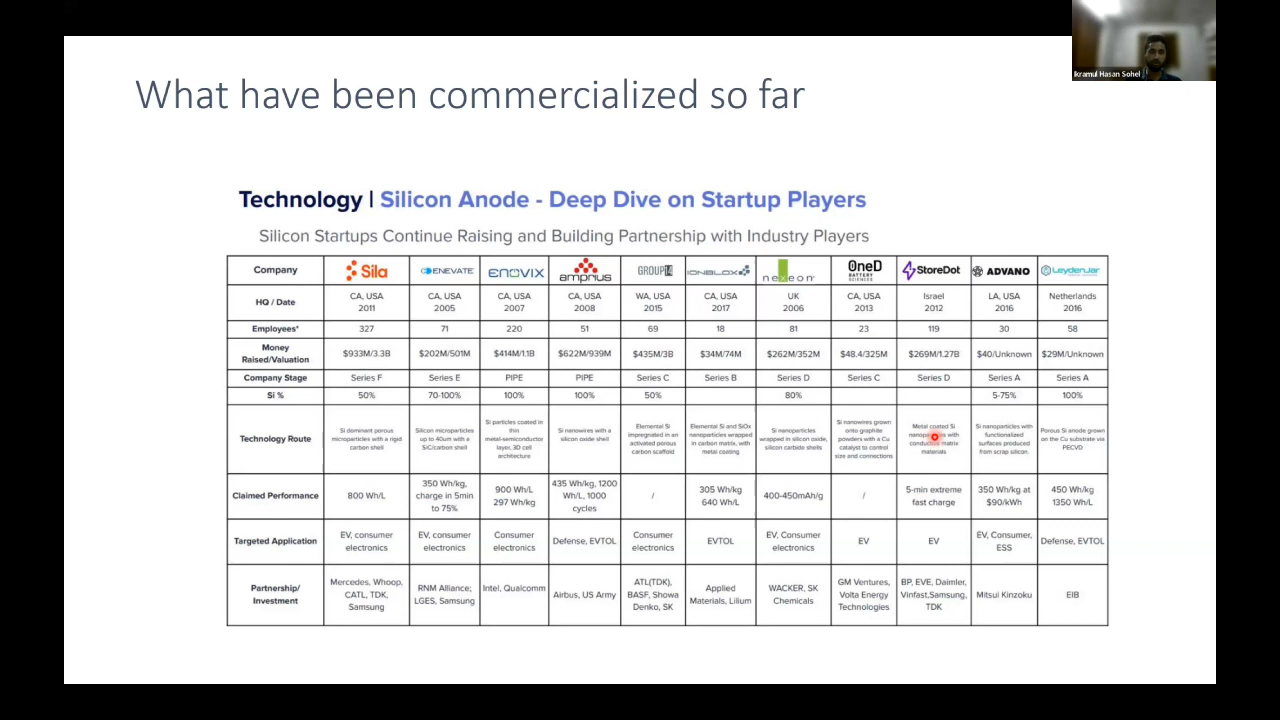 Ikramul Hasan Sohel
What have been commercialized so far
Technology | Silicon Anode - Deep Dive on Startup Players
Silicon Startups Continue Raising and Building Partnership with Industry Players
Company Sila ENEVATE ENOVIX amprius GROUP14 IONBLOX nexeon OneD BATTERY SCIENCES StoreDot ADVANO LeydenJar
HQ / Date
CA, USA
2011
CA, USA
2005
CA, USA
2007
CA, USA
2008
WA, USA
2015
CA, USA
2017
UK
2006
CA, USA
2013
Israel
2012
LA, USA
2016
Netherlands
2016
Employees* 327 71 220 51 69 18 81 23 119 30 58
Money
Raised/Valuation
$933M/3.3B $202M/501M $414M/1.1B $622M/939M $435M/3B $34M/74M $262M/352M $48.4/325M $269M/1.27B $40/Unknown $29M/Unknown
Company Stage Series F Series E PIPE PIPE Series C Series B Series D Series C Series D Series A Series A
Si % 50% 70-100% 100% 100% 50% 80% 5-75% 100%
Technology Route
Si dominant porous
microparticles with a rigid
carbon shell
Silicon microparticles
up to 40um with a
SiC/carbon shell
Si particles coated in
thin
metal-semiconductor
layer, 3D cell
architecture
Si nanowires with a
silicon oxide shell
Elemental Si
impregnated in an
activated porous
carbon scaffold
Elemental Si and SiOx
nanoparticles wrapped
in carbon matrix, with
metal coating
Si nanoparticles
wrapped in silicon oxide,
silicon carbide shells
Si nanowires grown
onto graphite
powders with a Cu
catalyst to control
size and connections
Metal coated Si
with
conductive matrix
materials
Si nanoparticles with
functionalized
surfaces produced
from scrap silicon.
Porous Si anode grown
on the Cu substrate via
PECVD
Claimed Performance
800 Wh/L
350 Wh/kg,
charge in 5min
to 75%
900 Wh/L
297 Wh/kg
435 Wh/kg, 1200
Wh/L, 1000
cycles
/
305 Wh/kg
640 Wh/L
400-450mAh/g
/
5-min extreme
fast charge
350 Wh/kg at
$90/kWh
450 Wh/kg
1350 Wh/L
Targeted Application
EV, consumer
electronics
EV, consumer
electronics
Consumer
electronics
Defense, EVTOL
Consumer
electronics
EVTOL
EV, Consumer
electronics
EV
EV
EV, Consumer,
ESS
Defense, EVTOL
Partnership/
Investment
Mercedes, Whoop,
CATL, TDK,
Samsung
RNM Alliance;
LGES, Samsung
Intel, Qualcomm
Airbus, US Army
ATL(TDK),
BASF, Showa
Denko, SK
Applied
Materials, Lilium
WACKER, SK
Chemicals
GM Ventures,
Volta Energy
Technologies
BP, EVE, Daimler,
Vinfast,Samsung,
TDK
Mitsui Kinzoku
EIB